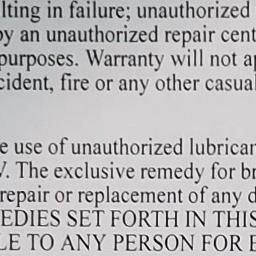 lting in failure; unauthorized
by an unauthorized repair cent
purposes. Warranty will not ap
cident, fire or any other casual
e use of unauthorized lubrican
V. The exclusive remedy for br
repair or replacement of any d
EDIES SET FORTH IN THIS
LE TO ANY PERSON FOR